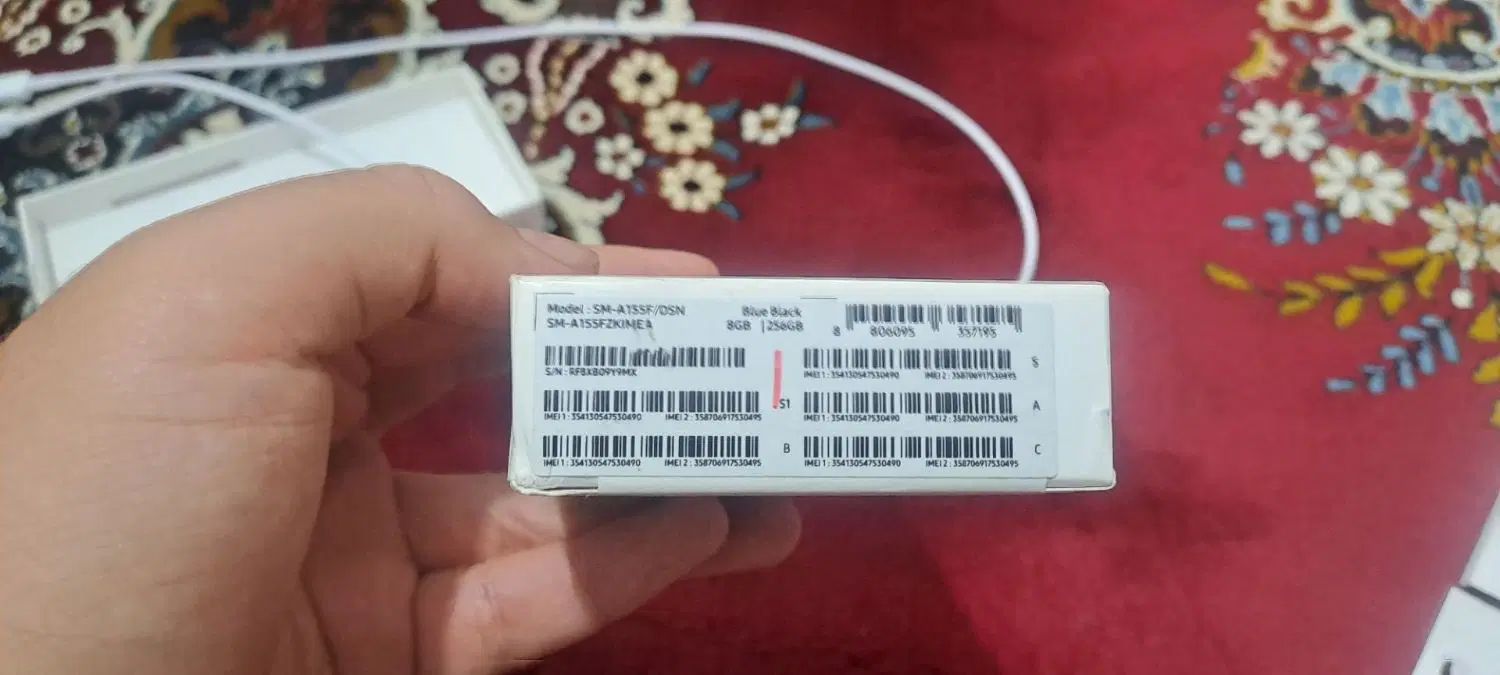 Model : SM-A155F/DSN
SM-A155FZKIMEA
Blue Black
8GB | 256GB
8 806095 357195
S/N : RF8XB09Y9MX
IMEI 1 : 354130547530490 IMEI 2 : 358706917530495 S
IMEI 1 : 354130547530490 IMEI 2 : 358706917530495 S1
IMEI 1 : 354130547530490 IMEI 2 : 358706917530495 A
IMEI 1 : 354130547530490 IMEI 2 : 358706917530495 B
IMEI 1 : 354130547530490 IMEI 2 : 358706917530495 C